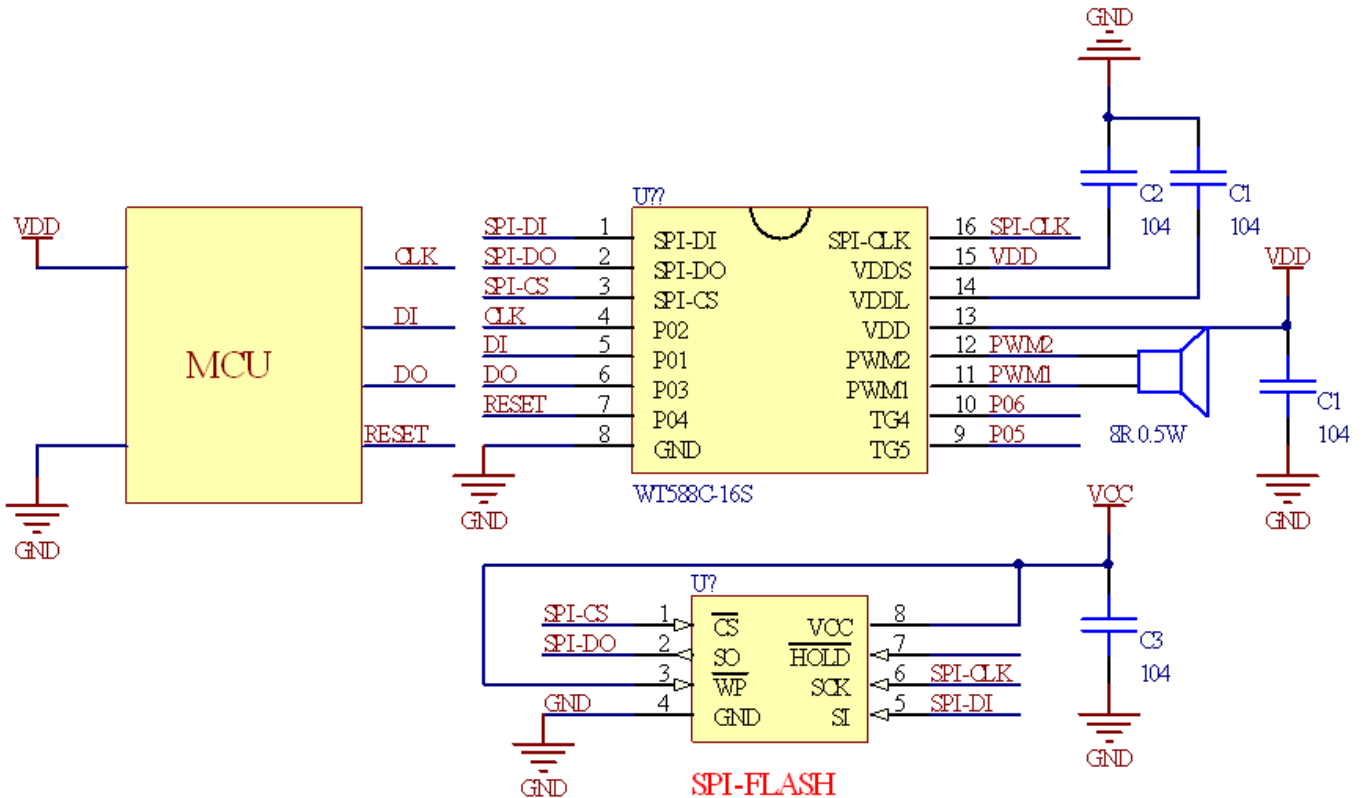 GND
C2
104
C1
104
VDD
GND
MCU
CLK
DI
DO
RESET
U??
SPI-DI 1 SPI-DI
SPI-DO 2 SPI-DO
SPI-CS 3 SPI-CS
CLK 4 P02
DI 5 P01
DO 6 P03
RESET 7 P04
8 GND
GND
SPI-CLK 16 SPI-CLK
VDDS 15 VDD
VDDL 14
VDD 13
PWM2 12 PWM2
PWM1 11 PWM1
TG4 10 P06
TG5 9 P05
WT588C-16S
8R 0.5W
VDD
C1
104
GND
VCC
C3
104
GND
U?
SPI-CS 1 CS
SPI-DO 2 SO
3 WP
GND 4 GND
GND
VCC 8
HOLD 7
SCK 6 SPI-CLK
SI 5 SPI-DI
SPI-FLASH